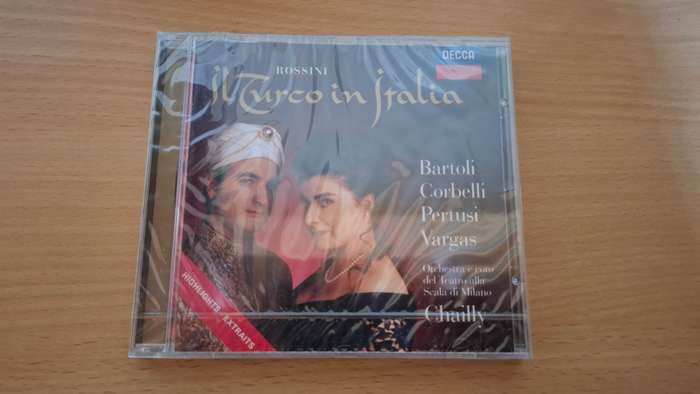 DECCA
ROSSINI
il Turco in Italia
Bartoli
Corbelli
Pertusi
Vargas
Orchestra e coro
del Teatro alla
Scala di Milano
Chailly
HIGHLIGHTS · EXTRAITS